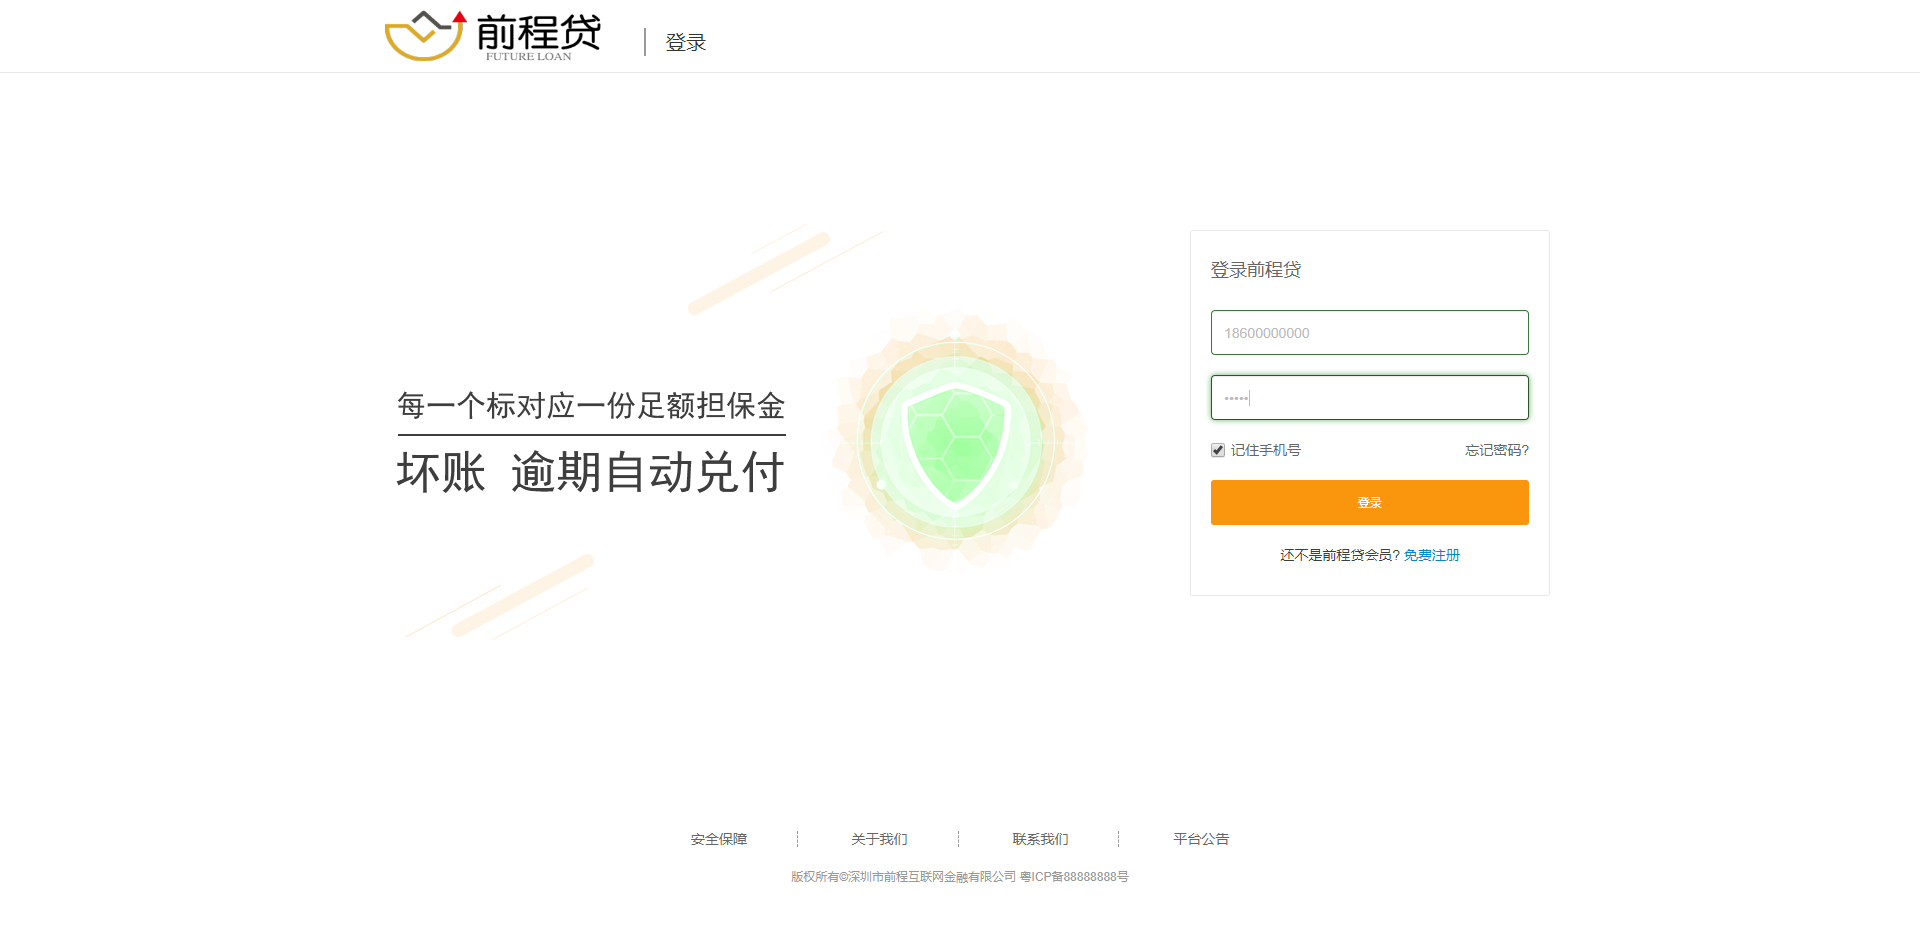 前程贷
FUTURE LOAN
登录
每一个标对应一份足额担保金
坏账 逾期自动兑付
登录前程贷
18600000000
•••••
记住手机号
忘记密码?
登录
还不是前程贷会员? 免费注册
安全保障
关于我们
联系我们
平台公告
版权所有©深圳市前程互联网金融有限公司 粤ICP备88888888号